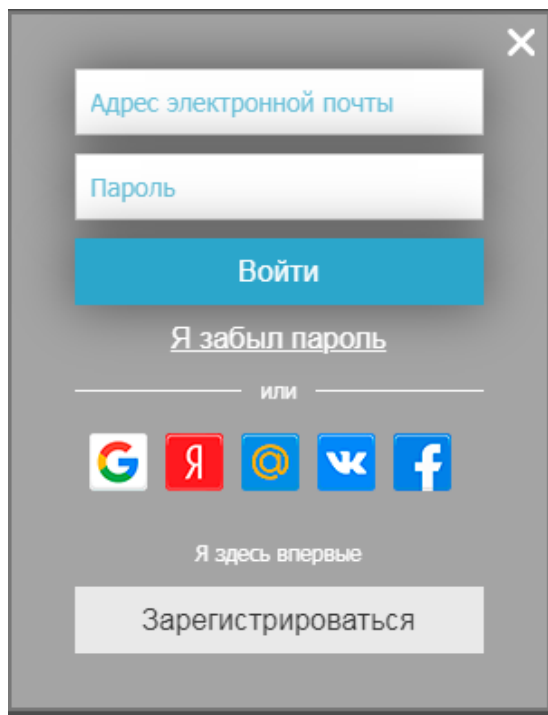 Адрес электронной почты
Пароль
Войти
Я забыл пароль
или
G Я @ f
Я здесь впервые
Зарегистрироваться